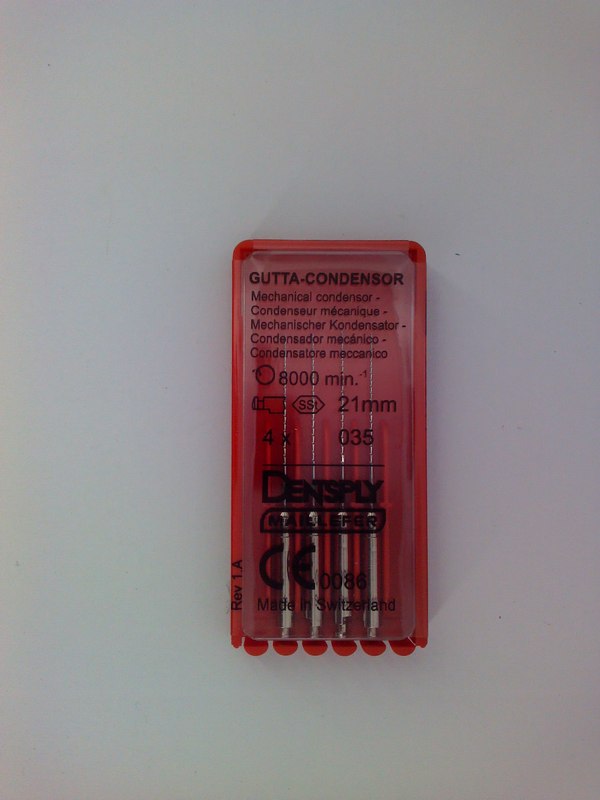 GUTTA-CONDENSOR
Mechanical condensor -
Condenseur mécanique -
Mechanischer Kondensator -
Condensador mecánico -
Condensatore meccanico
8000 min.-1
SSt 21mm
4 x 035
DENTSPLY
MAILLEFER
CE 0086
Made in Switzerland
Rev 1.A